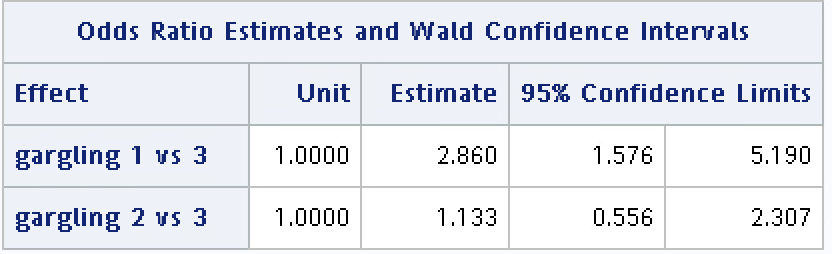 Odds Ratio Estimates and Wald Confidence Intervals
Effect Unit Estimate 95% Confidence Limits
gargling 1 vs 3 1.0000 2.860 1.576 5.190
gargling 2 vs 3 1.0000 1.133 0.556 2.307